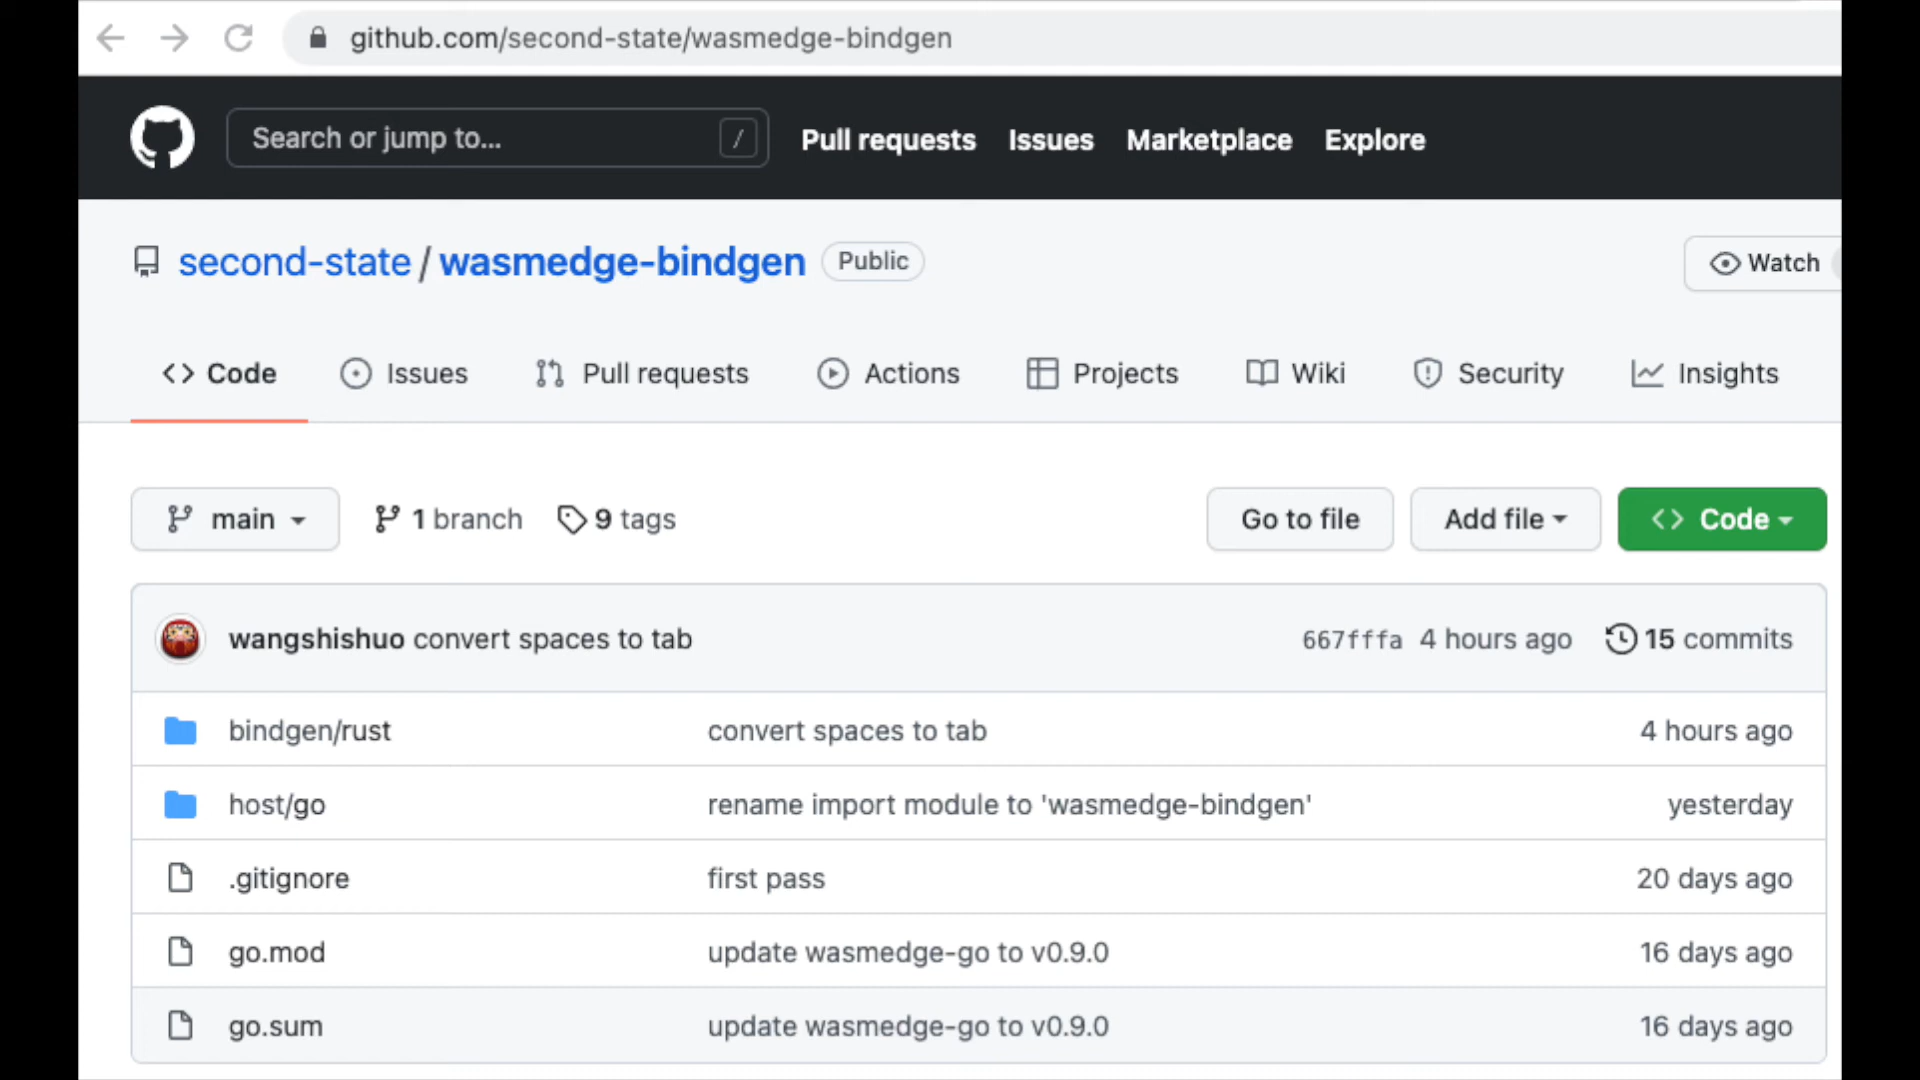 github.com/second-state/wasmedge-bindgen
Search or jump to... /
Pull requests Issues Marketplace Explore
second-state / wasmedge-bindgen Public
Watch
Code Issues Pull requests Actions Projects Wiki Security Insights
main 1 branch 9 tags Go to file Add file Code
wangshishuo convert spaces to tab 667fffa 4 hours ago 15 commits
bindgen/rust convert spaces to tab 4 hours ago
host/go rename import module to 'wasmedge-bindgen' yesterday
.gitignore first pass 20 days ago
go.mod update wasmedge-go to v0.9.0 16 days ago
go.sum update wasmedge-go to v0.9.0 16 days ago